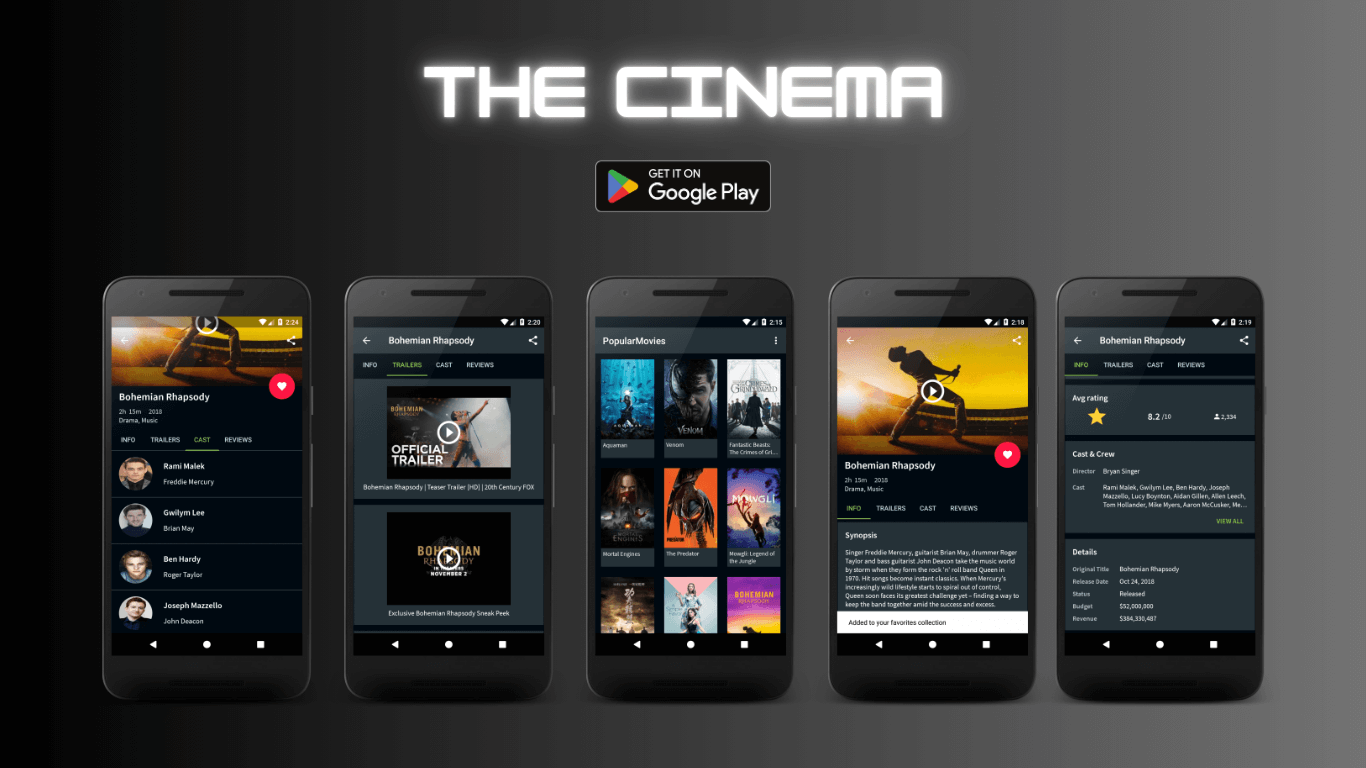 THE CINEMA
GET IT ON
Google Play
2:24
Bohemian Rhapsody
2h 15m 2018
Drama, Music
INFO TRAILERS CAST REVIEWS
Rami Malek
Freddie Mercury
Gwilym Lee
Brian May
Ben Hardy
Roger Taylor
Joseph Mazzello
John Deacon
2:20
Bohemian Rhapsody
INFO TRAILERS CAST REVIEWS
BOHEMIAN
RHAPSODY
OFFICIAL
TRAILER
Bohemian Rhapsody | Teaser Trailer [HD] | 20th Century FOX
BOHEMIAN
RHAPSODY
IN THEATERS
NOVEMBER 2
Exclusive Bohemian Rhapsody Sneak Peek
2:15
PopularMovies
VENOM
CRIMES OF
GRINDELWALD
Aquaman
Venom
Fantastic Beasts:
The Crimes of Gri...
MORTAL
ENGINES
PREDATOR
MOWGLI
Mortal Engines
The Predator
Mowgli: Legend of
the Jungle
BOHEMIAN
RHAPSODY
2:18
Bohemian Rhapsody
2h 15m 2018
Drama, Music
INFO TRAILERS CAST REVIEWS
Synopsis
Singer Freddie Mercury, guitarist Brian May, drummer Roger
Taylor and bass guitarist John Deacon take the music world
by storm when they form the rock 'n' roll band Queen in
1970. Hit songs become instant classics. When Mercury's
increasingly wild lifestyle starts to spiral out of control,
Queen soon faces its greatest challenge yet – finding a way to
keep the band together amid the success and excess.
Added to your favorites collection
2:19
Bohemian Rhapsody
INFO TRAILERS CAST REVIEWS
Avg rating
8.2 /10 2,334
Cast & Crew
Director Bryan Singer
Cast Rami Malek, Gwilym Lee, Ben Hardy, Joseph
Mazzello, Lucy Boynton, Aidan Gillen, Allen Leech,
Tom Hollander, Mike Myers, Aaron McCusker, Me...
VIEW ALL
Details
Original Title Bohemian Rhapsody
Release Date Oct 24, 2018
Status Released
Budget $52,000,000
Revenue $384,330,487